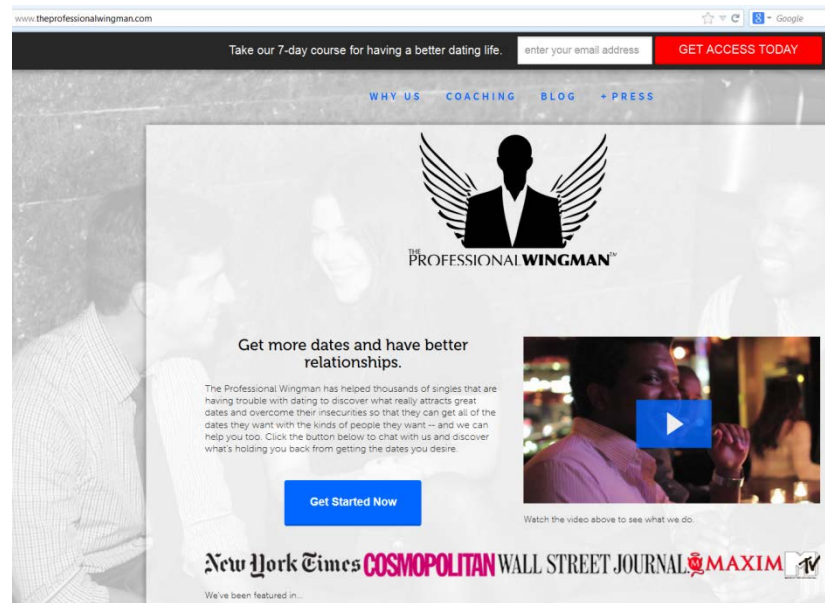 www.theprofessionalwingman.com
Google
Take our 7-day course for having a better dating life.
enter your email address
GET ACCESS TODAY
WHY US COACHING BLOG + PRESS
THE PROFESSIONALWINGMAN™
Get more dates and have better
relationships.
The Professional Wingman has helped thousands of singles that are
having trouble with dating to discover what really attracts great
dates and overcome their insecurities so that they can get all of the
dates they want with the kinds of people they want -- and we can
help you too. Click the button below to chat with us and discover
what's holding you back from getting the dates you desire.
Get Started Now
Watch the video above to see what we do.
New York Times COSMOPOLITAN WALL STREET JOURNAL. MAXIM MTV
We've been featured in...